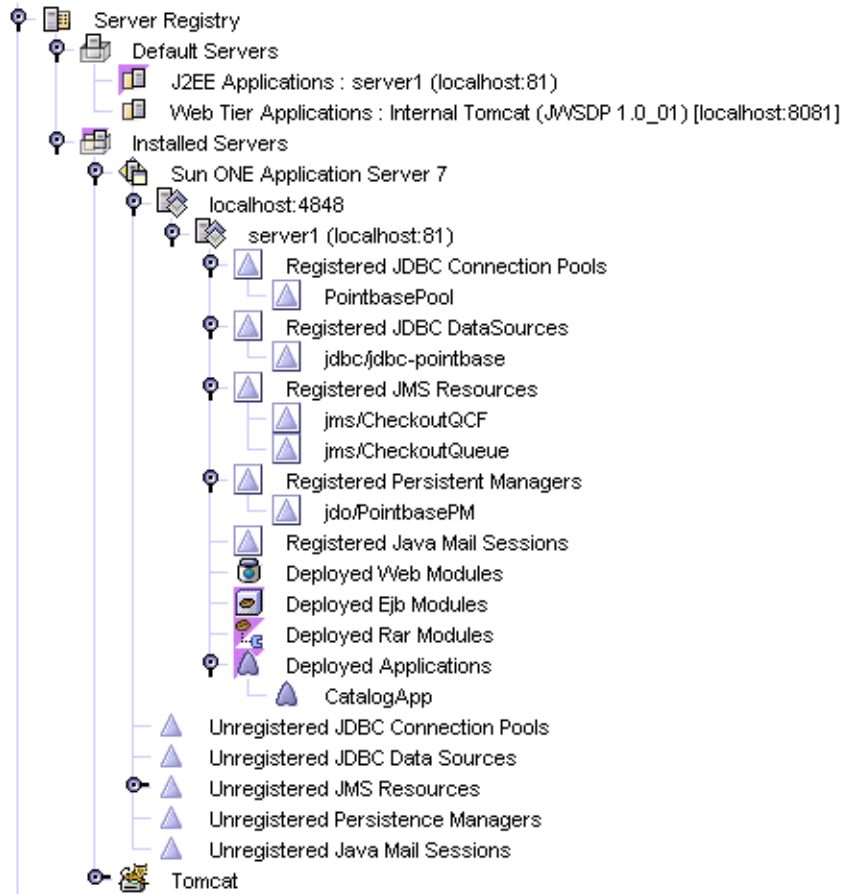 Server Registry
Default Servers
J2EE Applications : server1 (localhost:81)
Web Tier Applications : Internal Tomcat (JWSDP 1.0_01) [localhost:8081]
Installed Servers
Sun ONE Application Server 7
localhost:4848
server1 (localhost:81)
Registered JDBC Connection Pools
PointbasePool
Registered JDBC DataSources
jdbc/jdbc-pointbase
Registered JMS Resources
jms/CheckoutQCF
jms/CheckoutQueue
Registered Persistent Managers
jdo/PointbasePM
Registered Java Mail Sessions
Deployed Web Modules
Deployed Ejb Modules
Deployed Rar Modules
Deployed Applications
CatalogApp
Unregistered JDBC Connection Pools
Unregistered JDBC Data Sources
Unregistered JMS Resources
Unregistered Persistence Managers
Unregistered Java Mail Sessions
Tomcat